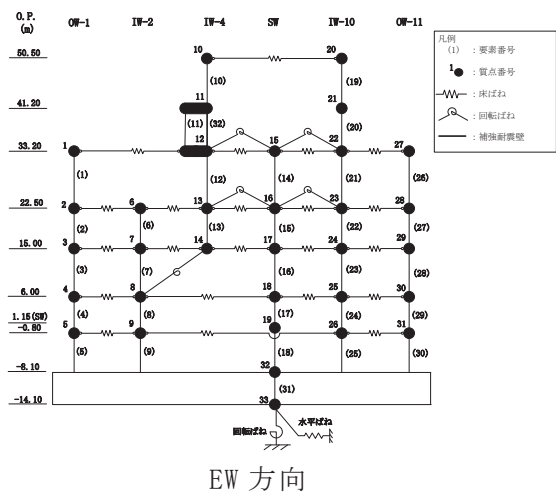 O.P.
(m)
OW-1 IW-2 IW-4 SW IW-10 OW-11
50.50 10 20
(10) (19)
41.20 11 21
(11) (32) (20)
33.20 1 12 15 22 27
(1) (12) (14) (21) (26)
22.50 2 6 13 16 23 28
(2) (6) (13) (15) (22) (27)
15.00 3 7 14 17 24 29
(3) (7) (16) (23) (28)
6.00 4 8 18 25 30
(4) (8) (17) (24) (29)
1.15(SW) 19
-0.80 5 9 26 31
(5) (9) (18) (25) (30)
-8.10 32
(31)
-14.10 33
回転ばね 水平ばね
凡例
(1) : 要素番号
1 : 質点番号
: 床ばね
: 回転ばね
: 補強耐震壁
EW 方向